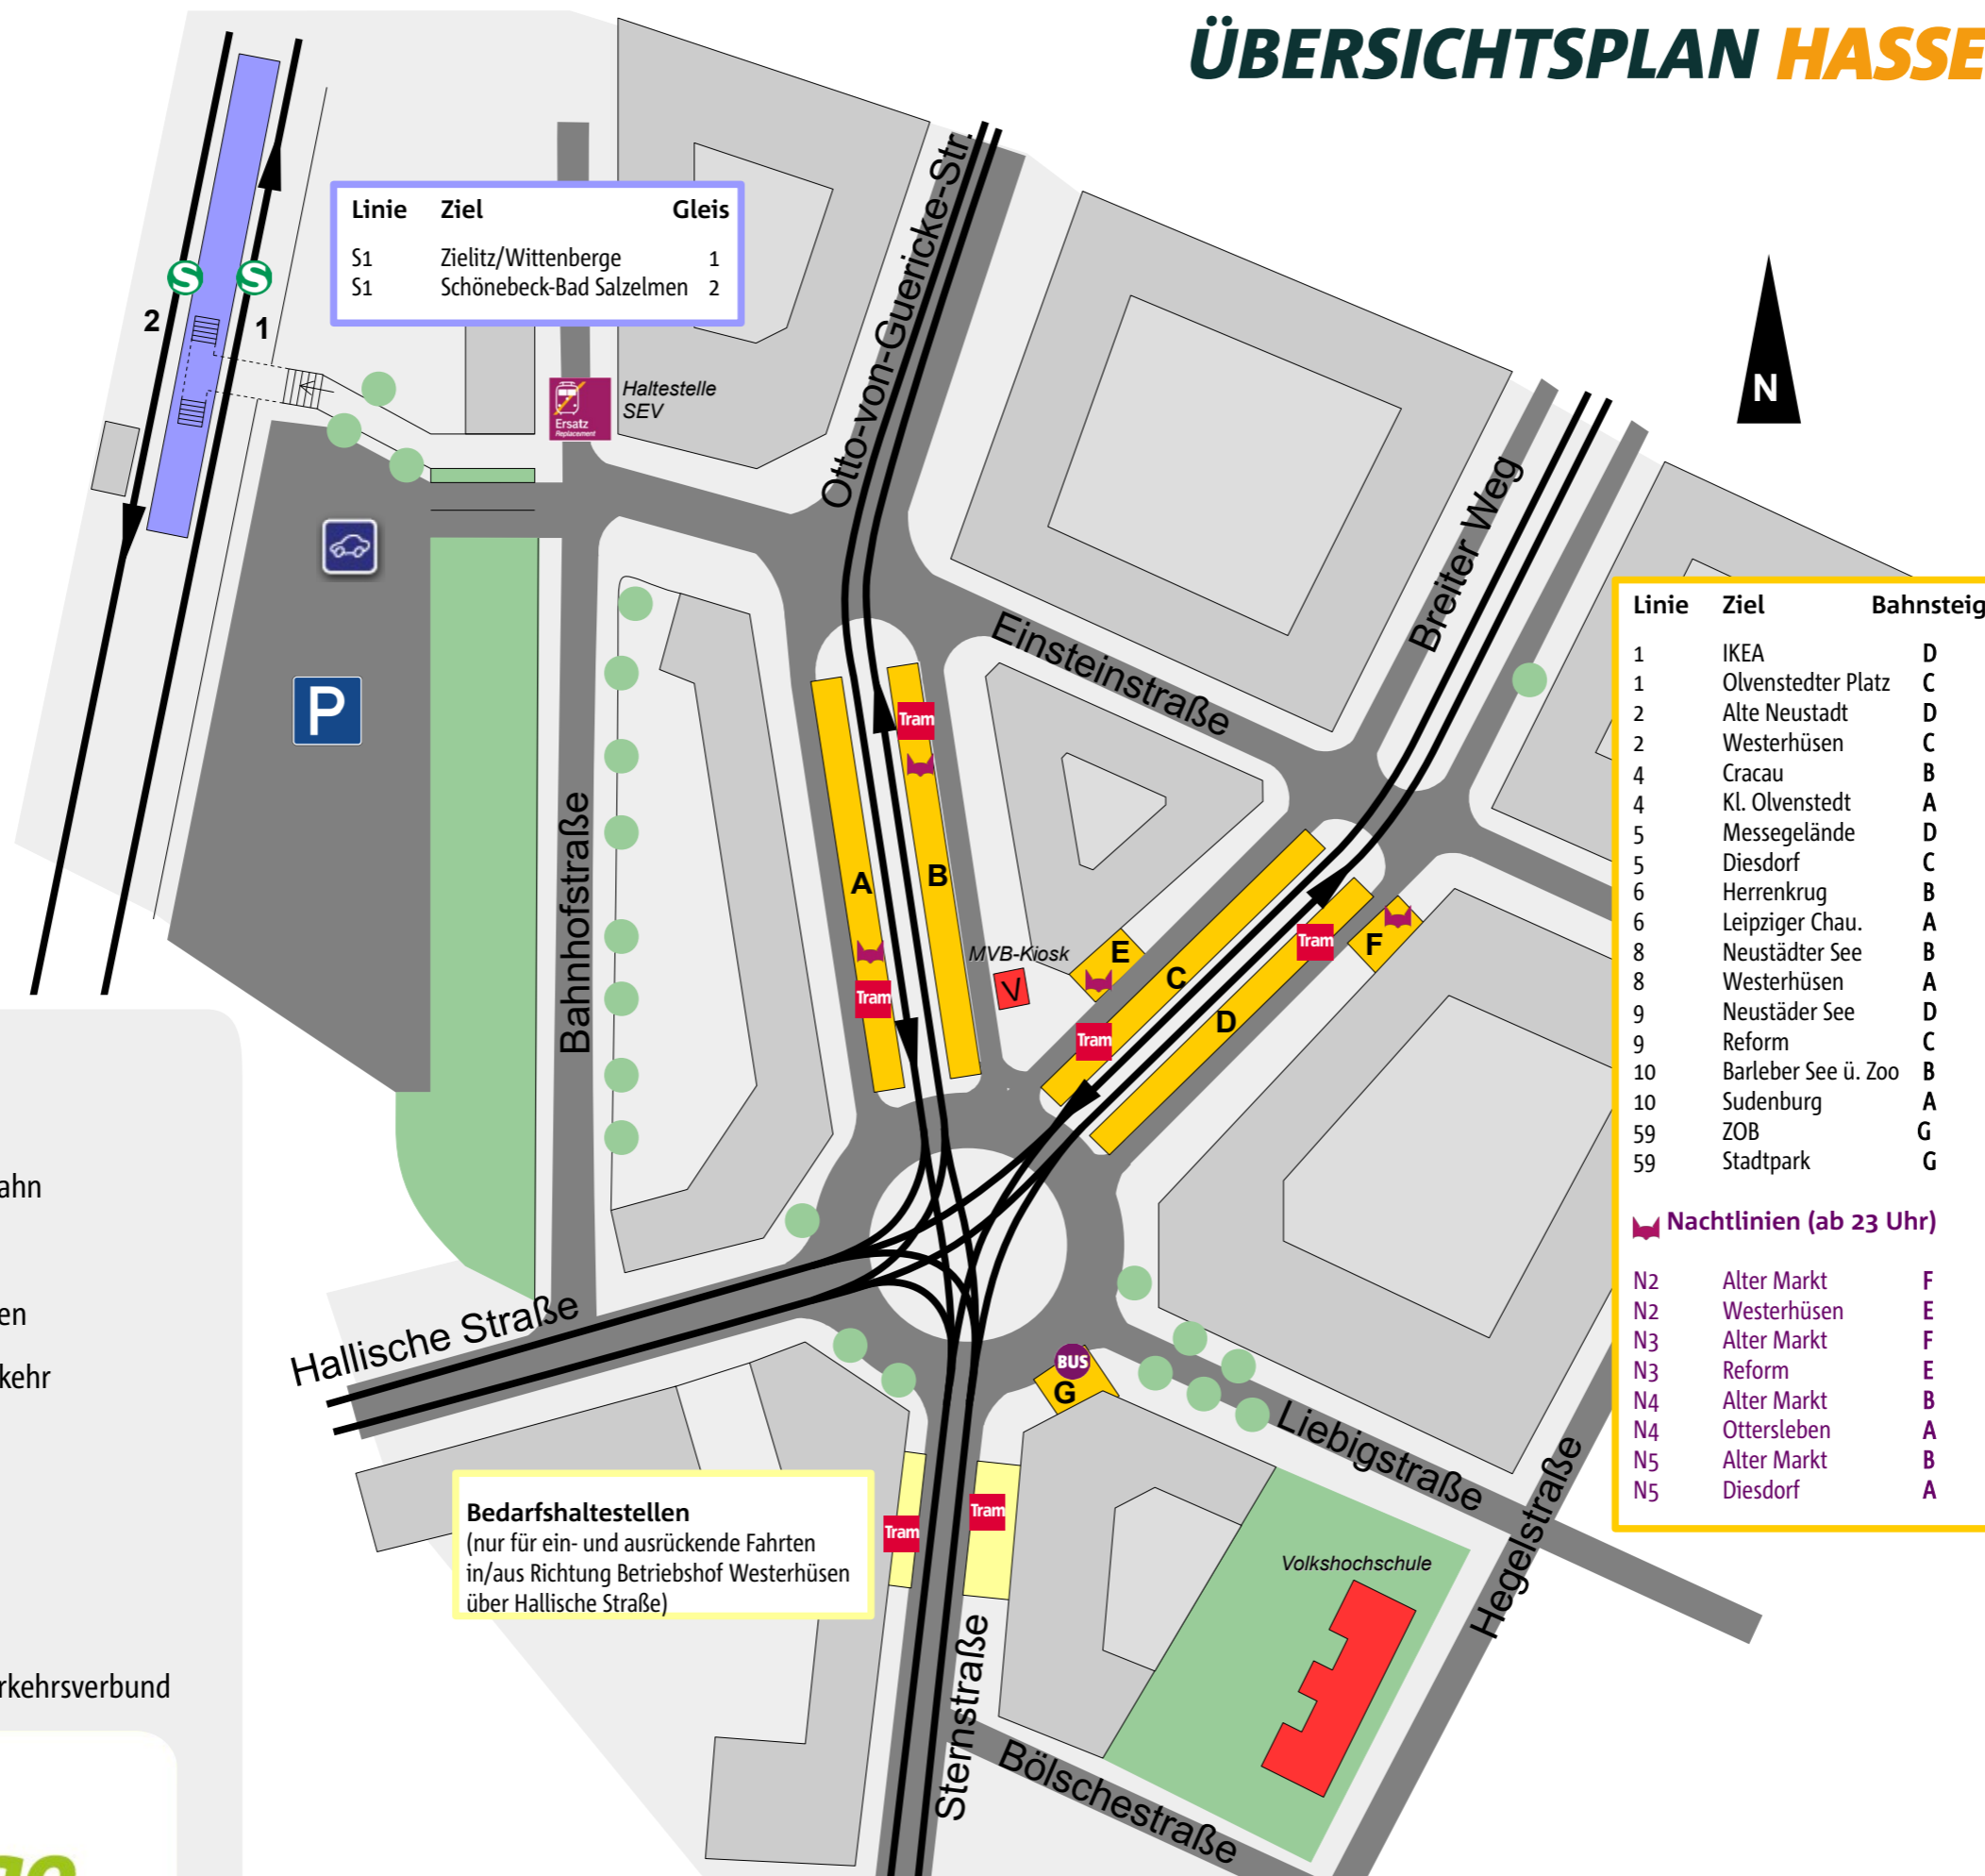 ÜBERSICHTSPLAN HASSE
Linie Ziel Gleis
S1 Zielitz/Wittenberge 1
S1 Schönebeck-Bad Salzelmen 2
S
S
2
1
Haltestelle
SEV
Ersatz
Replacement
Otto-von-Guericke-Str.
N
Breiter Weg
Einsteinstraße
P
Bahnhofstraße
Tram
A
B
Tram
MVB-Kiosk
V
E
C
D
F
Tram
Tram
Linie Ziel Bahnsteig
1 IKEA D
1 Olvenstedter Platz C
2 Alte Neustadt D
2 Westerhüsen C
4 Cracau B
4 Kl. Olvenstedt A
5 Messegelände D
5 Diesdorf C
6 Herrenkrug B
6 Leipziger Chau. A
8 Neustädter See B
8 Westerhüsen A
9 Neustäder See D
9 Reform C
10 Barleber See ü. Zoo B
10 Sudenburg A
59 ZOB G
59 Stadtpark G
Nachtlinien (ab 23 Uhr)
N2 Alter Markt F
N2 Westerhüsen E
N3 Alter Markt F
N3 Reform E
N4 Alter Markt B
N4 Ottersleben A
N5 Alter Markt B
N5 Diesdorf A
Hallische Straße
BUS
G
Liebigstraße
Hegelstraße
Bedarfshaltestellen
(nur für ein- und ausrückende Fahrten
in/aus Richtung Betriebshof Westerhüsen
über Hallische Straße)
Tram
Tram
Volkshochschule
Sternstraße
Bölschestraße
ahn
en
kehr
rkehrsverbund